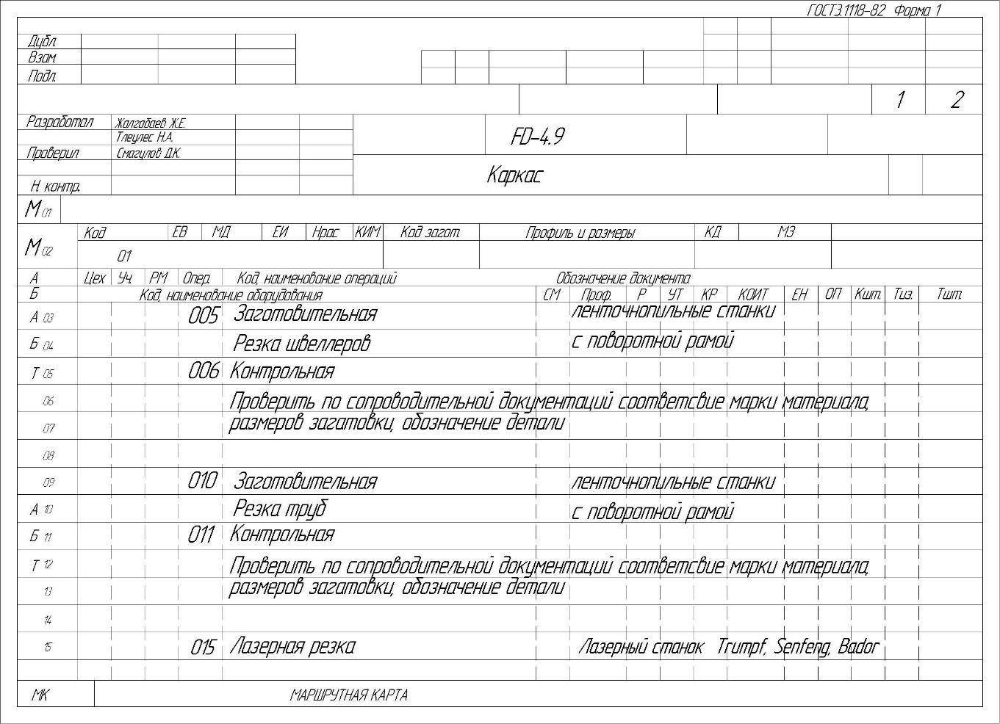 ГОСТ3.1118-82 Форма 1
Дубл.
Взам.
Подл.
1 2
Разработал Жалгабаев Ж.Е.
Тлеулес Н.А.
FD-4.9
Проверил Смагулов Д.К.
Каркас
Н. контр.
М 01
М 02 Код ЕВ МД ЕИ Нрас КИМ Код загот. Профиль и размеры КД МЗ
01
А Цех Уч. РМ Опер. Код, наименование операций Обозначение документа
Б Код, наименование оборудования СМ Проф. Р УТ КР КОИТ ЕН ОП Кшт. Тиз. Тшт.
А 03 005 Заготовительная ленточнопильные станки
Б 04 Резка швеллеров с поворотной рамой
Т 05 006 Контрольная
06 Проверить по сопроводительной документаций соответсвие марки материала,
07 размеров загатовки, обозначение детали
08
09 010 Заготовительная ленточнопильные станки
А 10 Резка труб с поворотной рамой
Б 11 011 Контрольная
Т 12 Проверить по сопроводительной документаций соответсвие марки материала,
13 размеров загатовки, обозначение детали
14
15 015 Лазерная резка Лазерный станок Trumpf, Senfeng, Bador
МК МАРШРУТНАЯ КАРТА